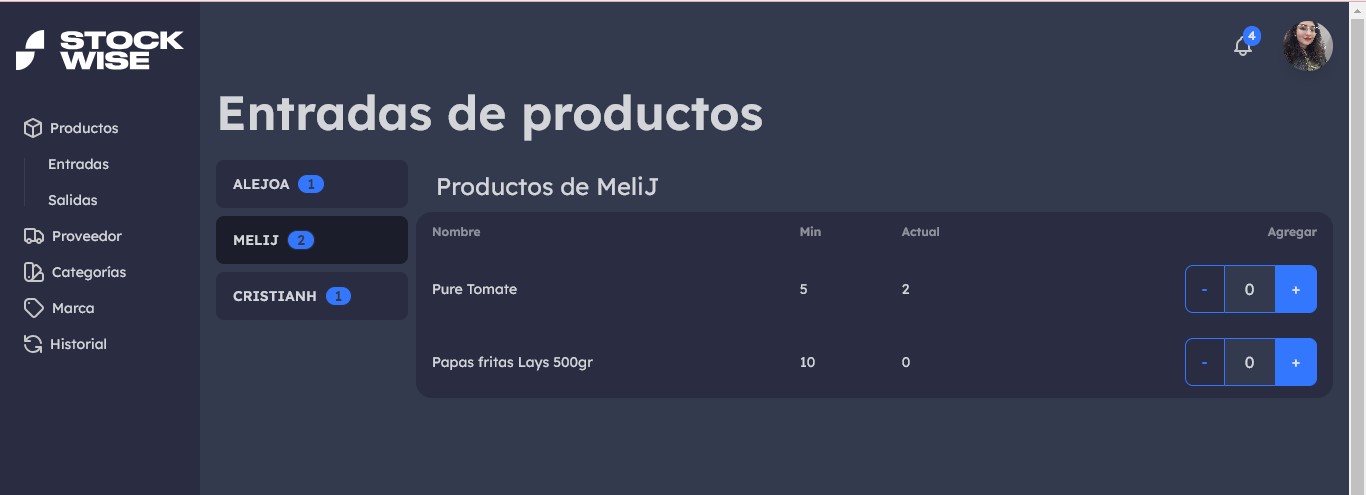 STOCK
WISE
4
Productos
Entradas
Salidas
Proveedor
Categorías
Marca
Historial
Entradas de productos
ALEJOA 1
MELIJ 2
CRISTIANH 1
Productos de MeliJ
Nombre Min Actual Agregar
Pure Tomate 5 2 - 0 +
Papas fritas Lays 500gr 10 0 - 0 +